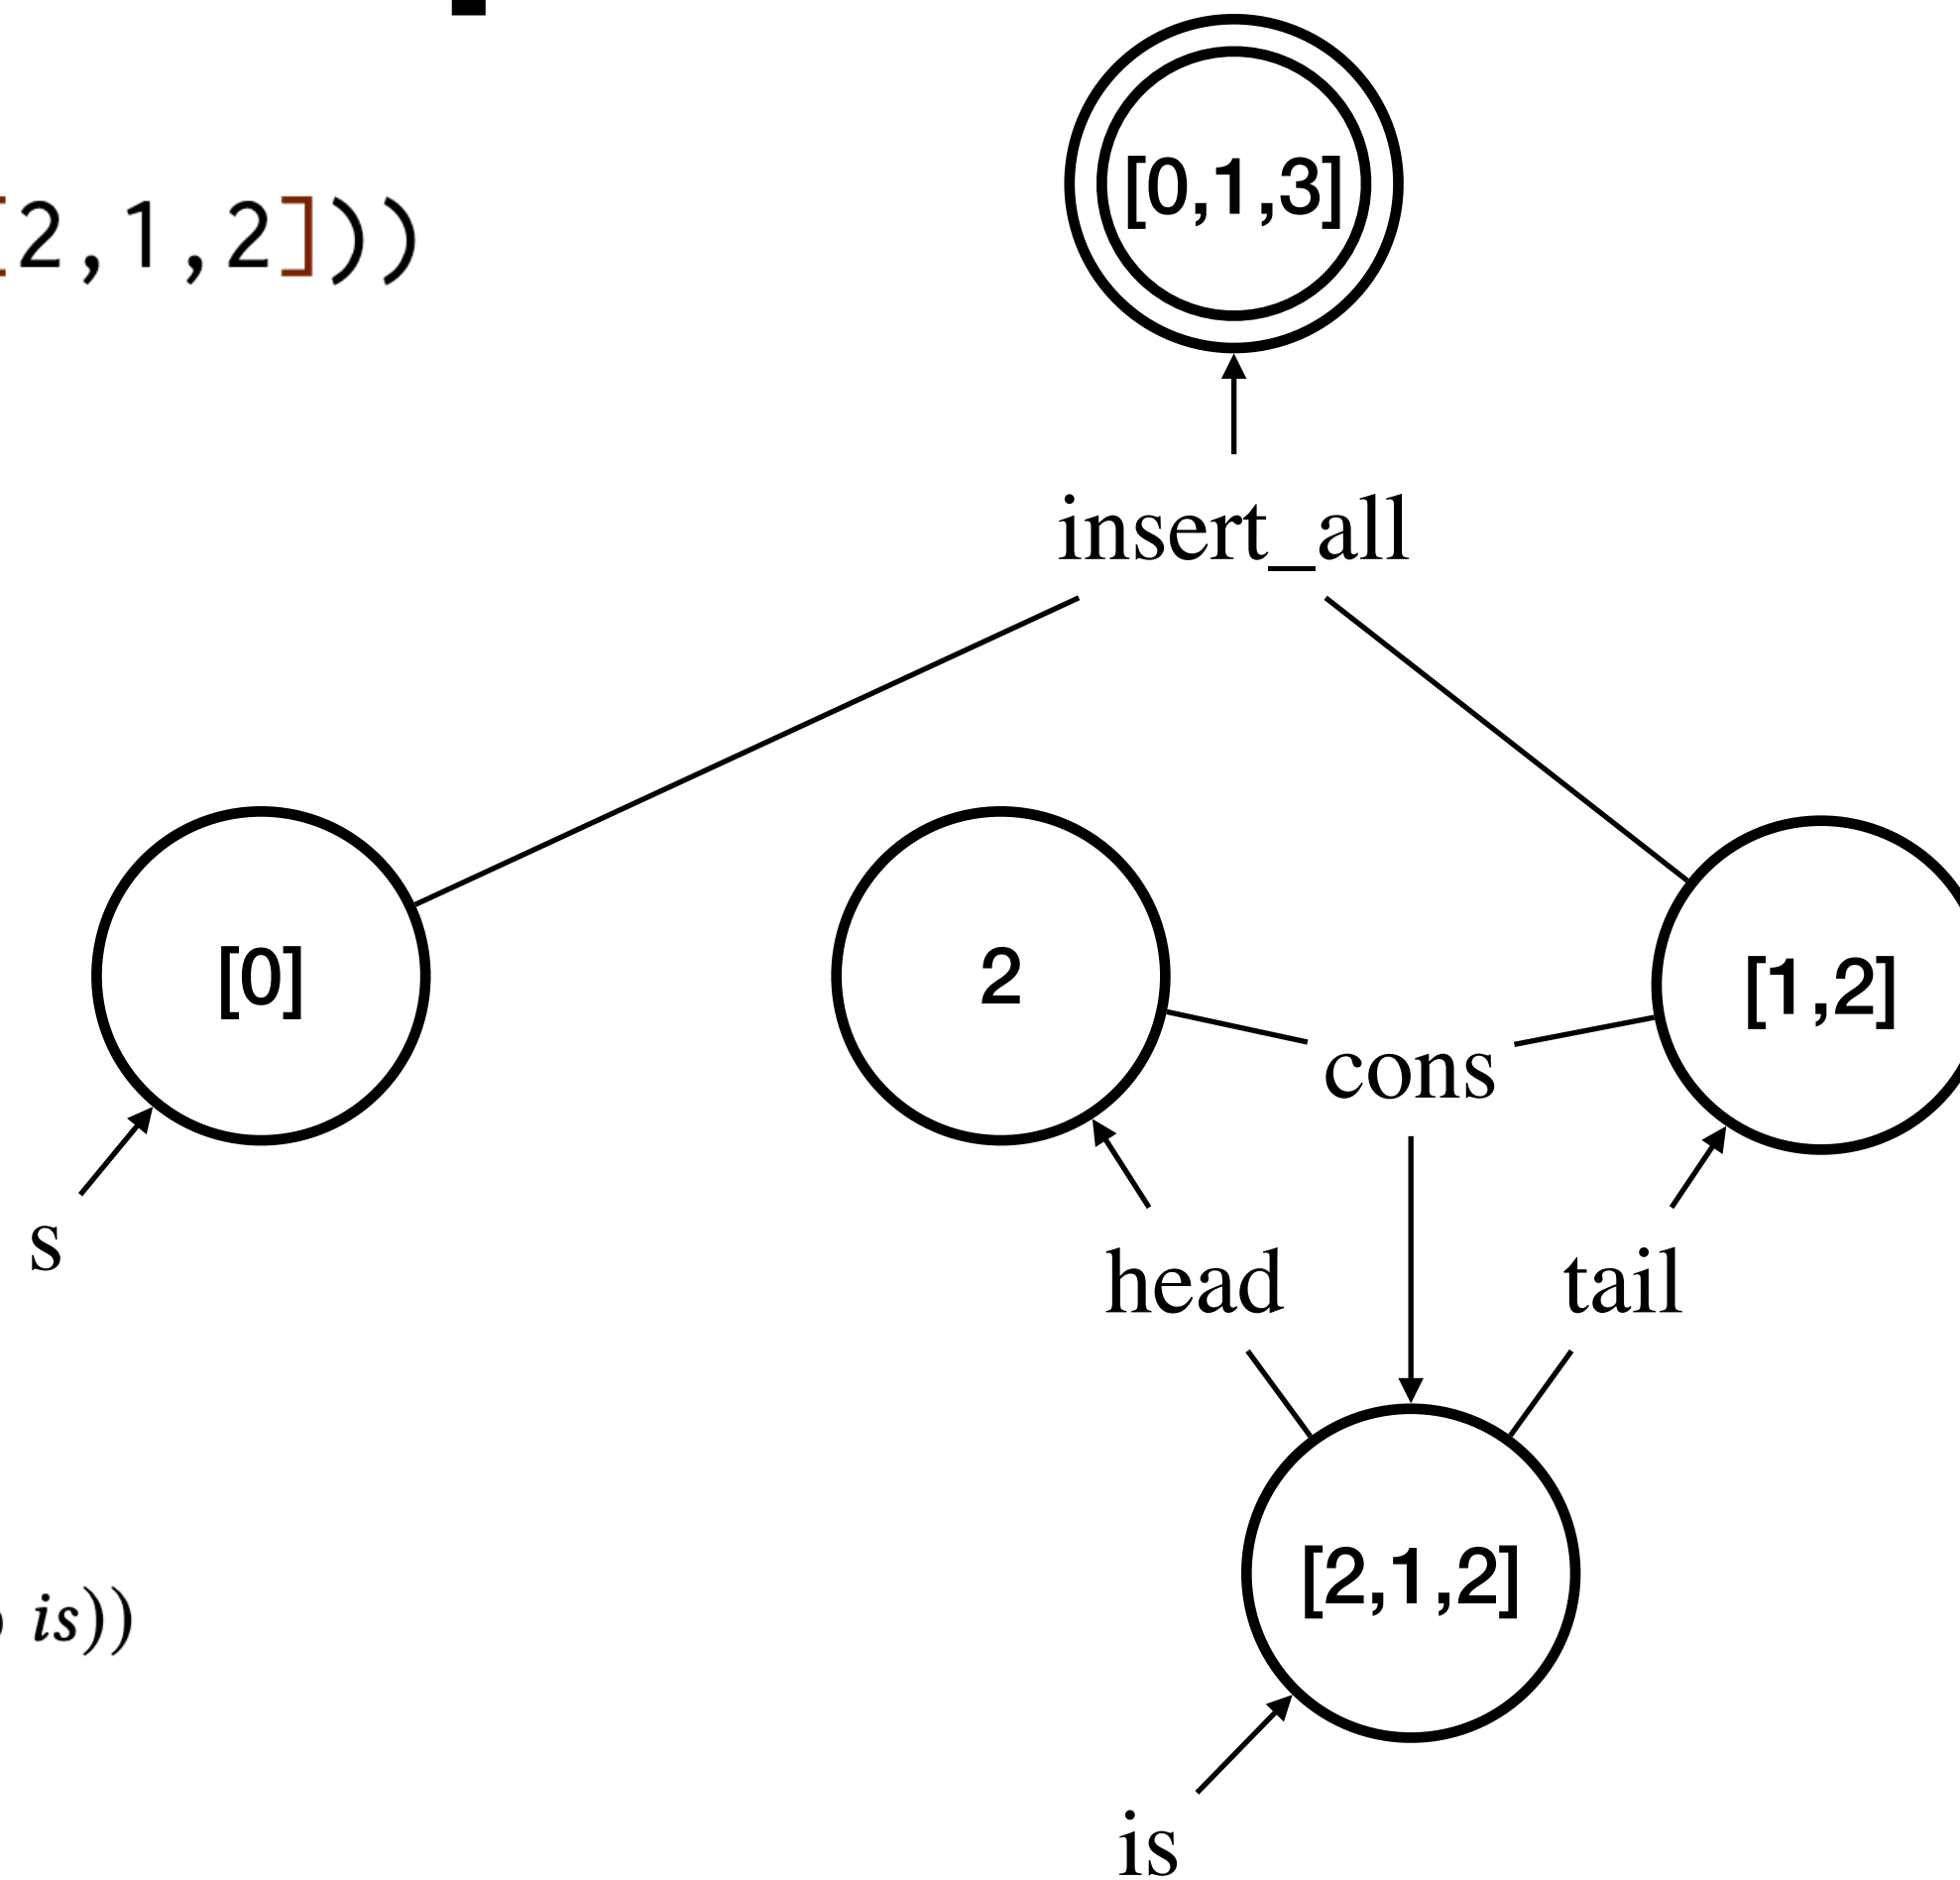 [0,1,3]
[2,1,2]))
insert_all
[0]
2
[1,2]
cons
s
head
tail
[2,1,2]
is))
is